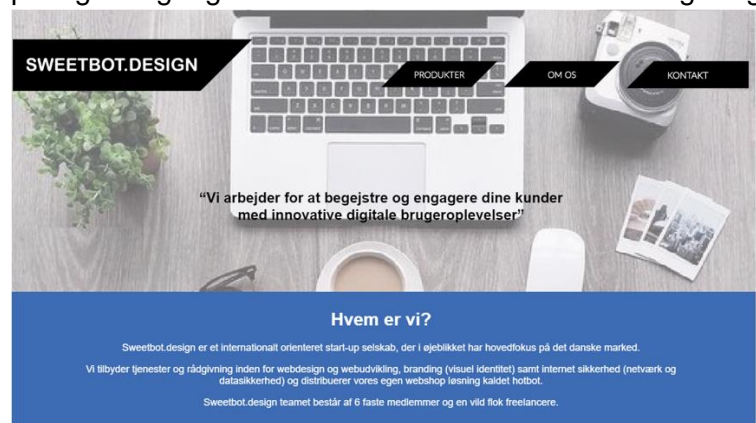 SWEETBOT.DESIGN
PRODUKTER
OM OS
KONTAKT
“Vi arbejder for at begejstre og engagere dine kunder
med innovative digitale brugeroplevelser”
Hvem er vi?
Sweetbot.design er et internationalt orienteret start-up selskab, der i øjeblikket har hovedfokus på det danske marked.
Vi tilbyder tjenester og rådgivning inden for webdesign og webudvikling, branding (visuel identitet) samt internet sikkerhed (netværk og
datasikkerhed) og distribuerer vores egen webshop løsning kaldet hotbot.
Sweetbot.design teamet består af 6 faste medlemmer og en vild flok freelancere.